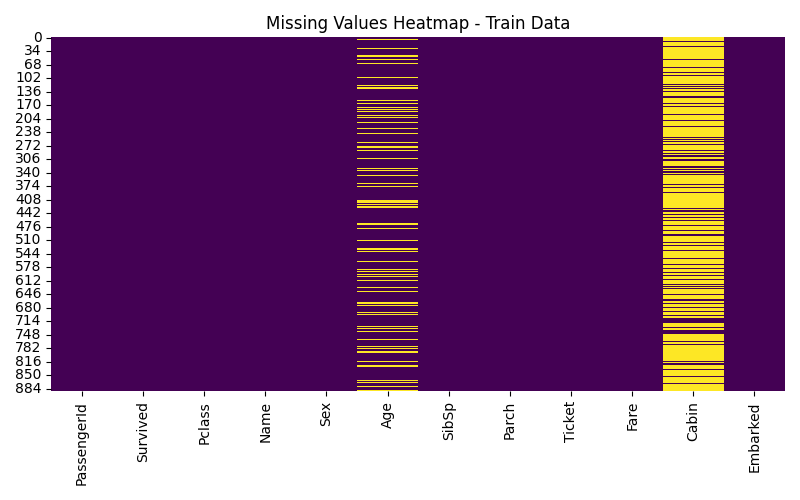 Missing Values Heatmap - Train Data
0
34
68
102
136
170
204
238
272
306
340
374
408
442
476
510
544
578
612
646
680
714
748
782
816
850
884
PassengerId
Survived
Pclass
Name
Sex
Age
SibSp
Parch
Ticket
Fare
Cabin
Embarked